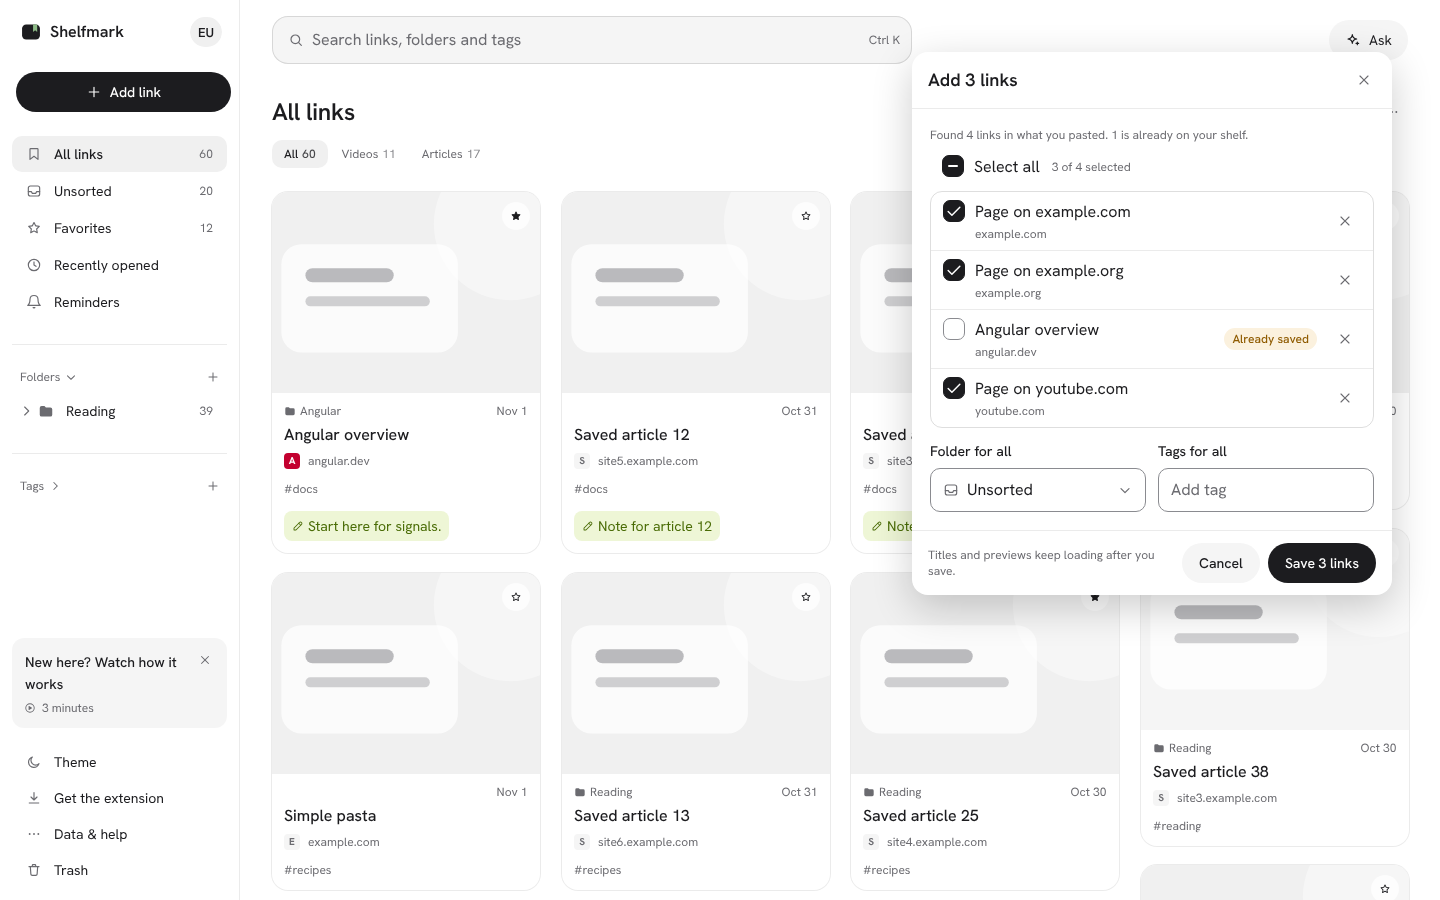 Shelfmark
EU
Add link
All links 60
Unsorted 20
Favorites 12
Recently opened
Reminders
Folders
Reading 39
Tags
New here? Watch how it
works
3 minutes
Theme
Get the extension
Data & help
Trash
Search links, folders and tags Ctrl K
Ask
All links
All 60 Videos 11 Articles 17
A
Angular Nov 1
Angular overview
angular.dev
#docs
Start here for signals.
Oct 31
Saved article 12
S site5.example.com
#docs
Note for article 12
Saved
S site3
#docs
Note
Nov 1
Simple pasta
E example.com
#recipes
Reading Oct 31
Saved article 13
S site6.example.com
#recipes
Reading Oct 30
Saved article 25
S site4.example.com
#recipes
Reading Oct 30
Saved article 38
S site3.example.com
#reading
Add 3 links
Found 4 links in what you pasted. 1 is already on your shelf.
Select all 3 of 4 selected
Page on example.com
example.com
Page on example.org
example.org
Angular overview
angular.dev
Already saved
Page on youtube.com
youtube.com
Folder for all Tags for all
Unsorted Add tag
Titles and previews keep loading after you
save.
Cancel Save 3 links